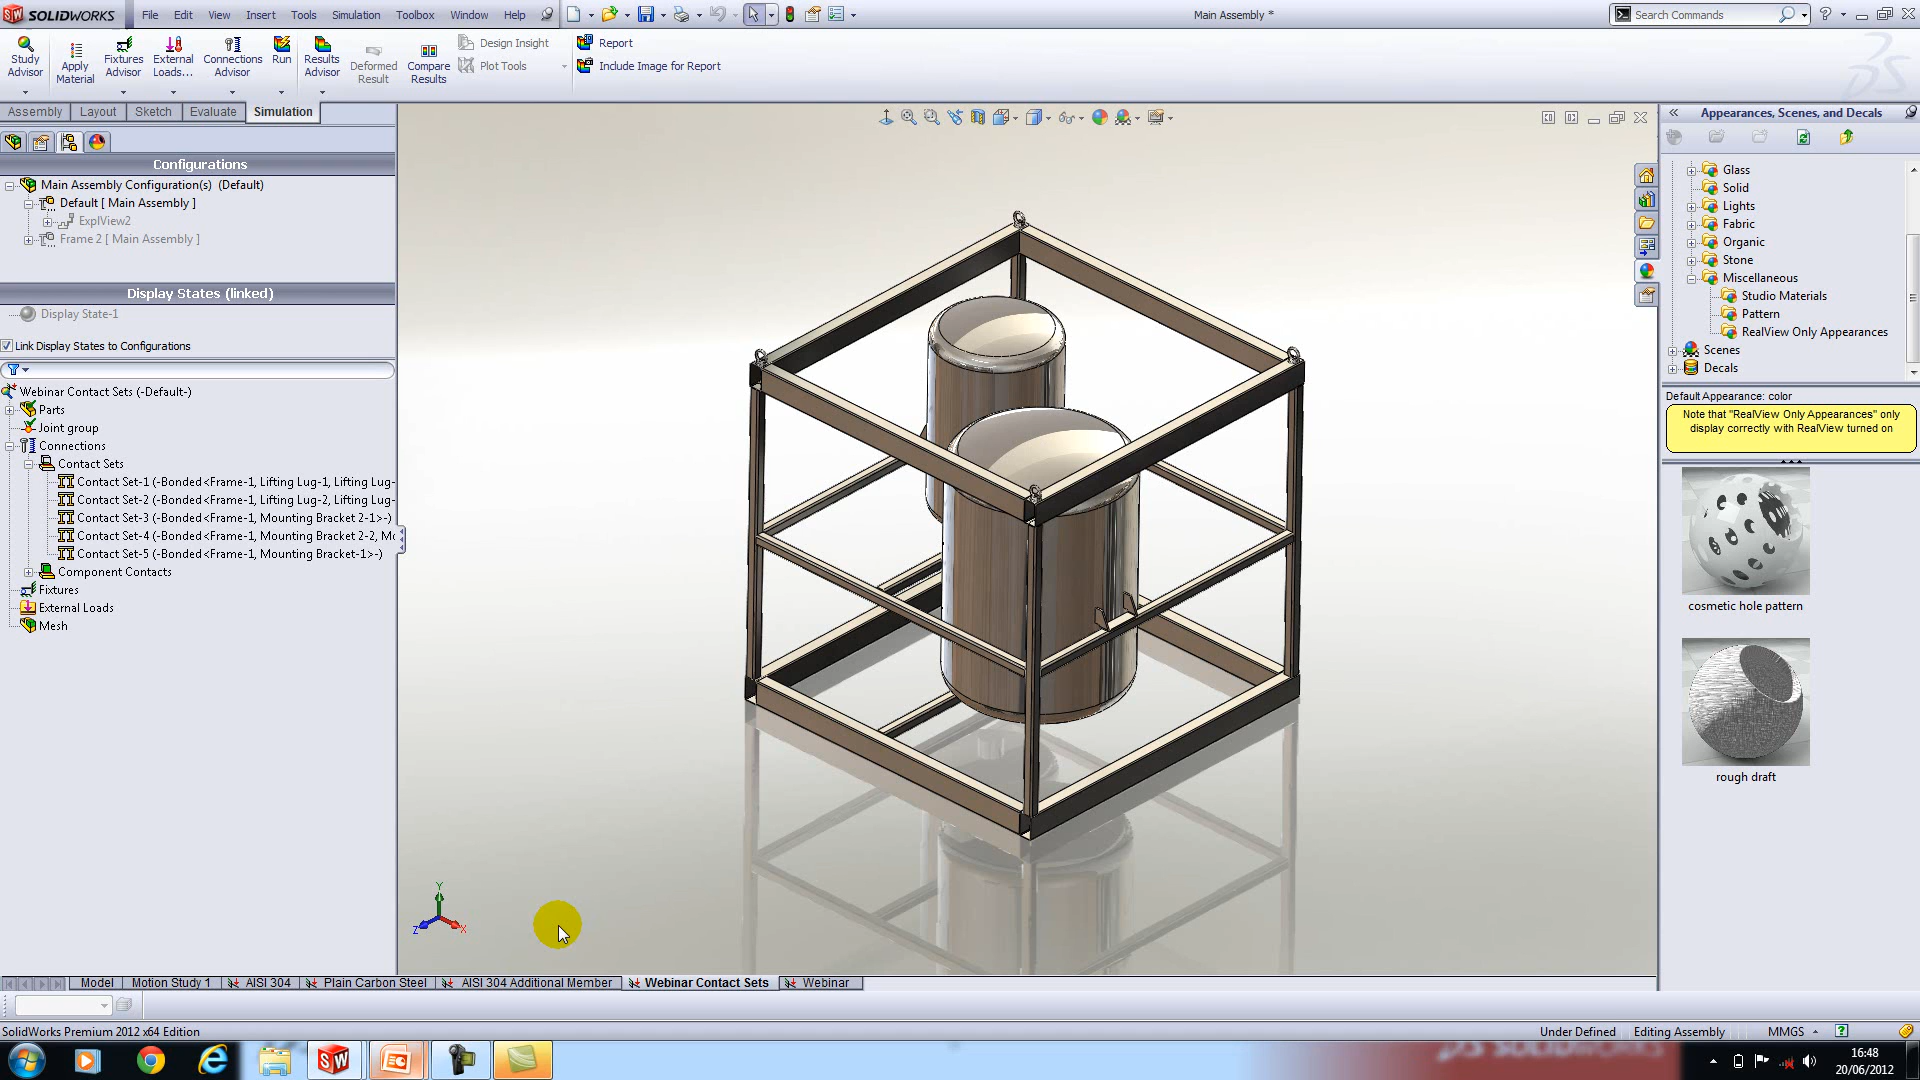 SOLIDWORKS File Edit View Insert Tools Simulation Toolbox Window Help Main Assembly * Search Commands
Study Advisor
Apply Material
Fixtures Advisor
External Loads...
Connections Advisor
Run
Results Advisor
Deformed Result
Compare Results
Design Insight
Plot Tools
Report
Include Image for Report
Assembly Layout Sketch Evaluate Simulation
Configurations
Main Assembly Configuration(s) (Default)
Default [ Main Assembly ]
ExplView2
Frame 2 [ Main Assembly ]
Display States (linked)
Display State-1
Link Display States to Configurations
Webinar Contact Sets (-Default-)
Parts
Joint group
Connections
Contact Sets
Contact Set-1 (-Bonded<Frame-1, Lifting Lug-1, Lifting Lug-
Contact Set-2 (-Bonded<Frame-1, Lifting Lug-2, Lifting Lug-
Contact Set-3 (-Bonded<Frame-1, Mounting Bracket 2-1>-)
Contact Set-4 (-Bonded<Frame-1, Mounting Bracket 2-2, Mo
Contact Set-5 (-Bonded<Frame-1, Mounting Bracket-1>-)
Component Contacts
Fixtures
External Loads
Mesh
Y
Z
X
Appearances, Scenes, and Decals
Glass
Solid
Lights
Fabric
Organic
Stone
Miscellaneous
Studio Materials
Pattern
RealView Only Appearances
Scenes
Decals
Default Appearance: color
Note that "RealView Only Appearances" only
display correctly with RealView turned on
cosmetic hole pattern
rough draft
Model Motion Study 1 AISI 304 Plain Carbon Steel AISI 304 Additional Member Webinar Contact Sets Webinar
SolidWorks Premium 2012 x64 Edition Under Defined Editing Assembly MMGS
16:48
20/06/2012